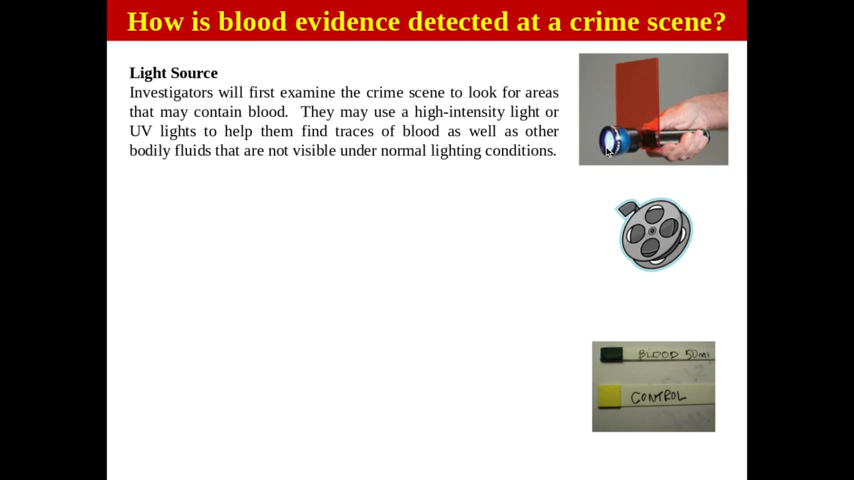 How is blood evidence detected at a crime scene?
Light Source
Investigators will first examine the crime scene to look for areas
that may contain blood. They may use a high-intensity light or
UV lights to help them find traces of blood as well as other
bodily fluids that are not visible under normal lighting conditions.
BLOOD 50ml
CONTROL